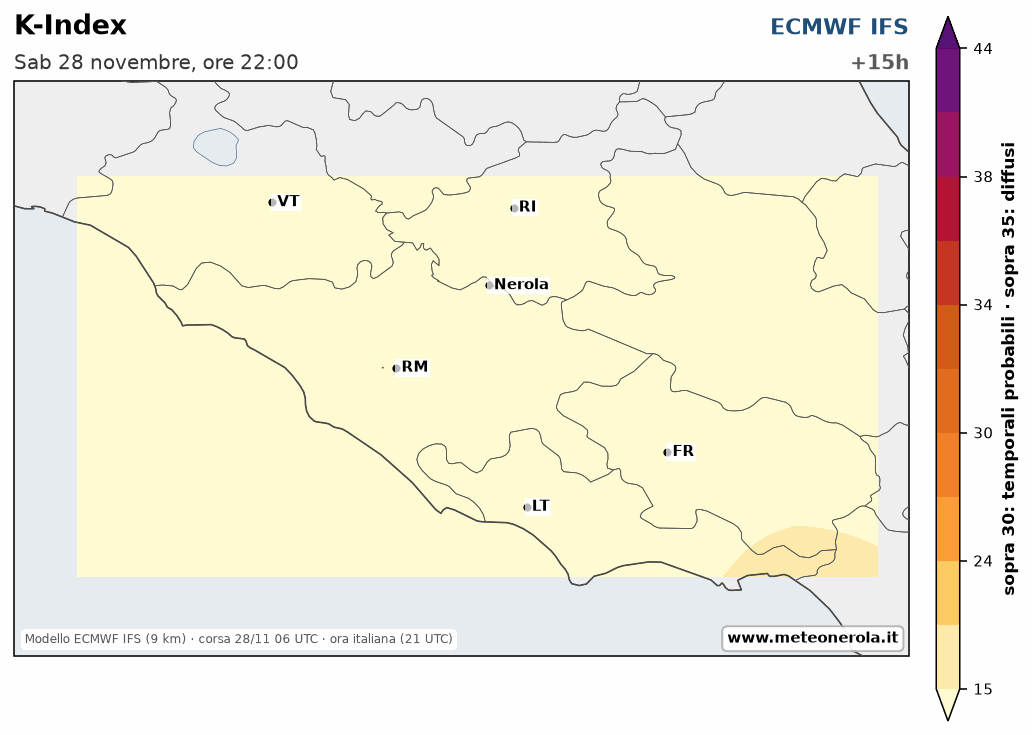 K-Index
ECMWF IFS
Sab 28 novembre, ore 22:00
+15h
44
VT
38
RI
Nerola
34
RM
30
FR
LT
24
15
sopra 30: temporali probabili · sopra 35: diffusi
Modello ECMWF IFS (9 km) · corsa 28/11 06 UTC · ora italiana (21 UTC)
www.meteonerola.it